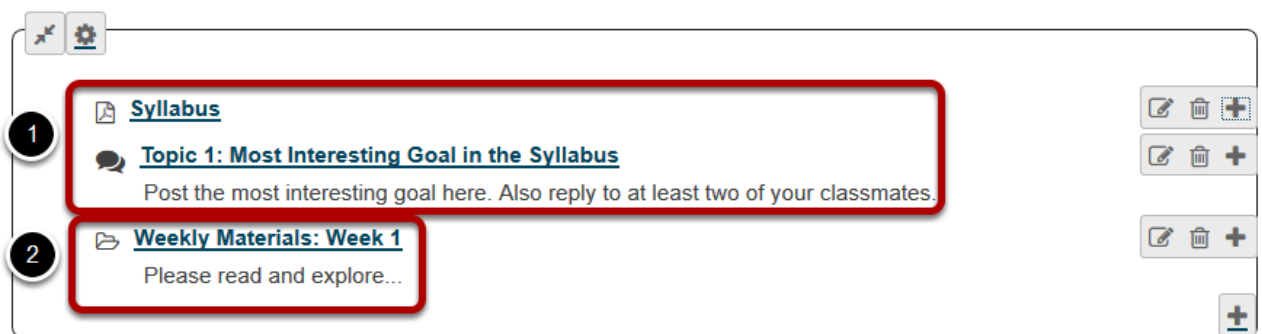 1
Syllabus
Topic 1: Most Interesting Goal in the Syllabus
Post the most interesting goal here. Also reply to at least two of your classmates.
2
Weekly Materials: Week 1
Please read and explore...